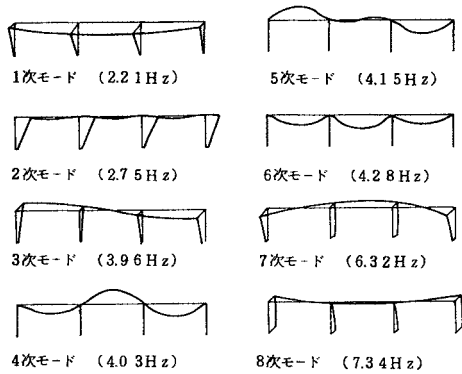 1次モード (2.21Hz)
2次モード (2.75Hz)
3次モード (3.96Hz)
4次モード (4.03Hz)
5次モード (4.15Hz)
6次モード (4.28Hz)
7次モード (6.32Hz)
8次モード (7.34Hz)